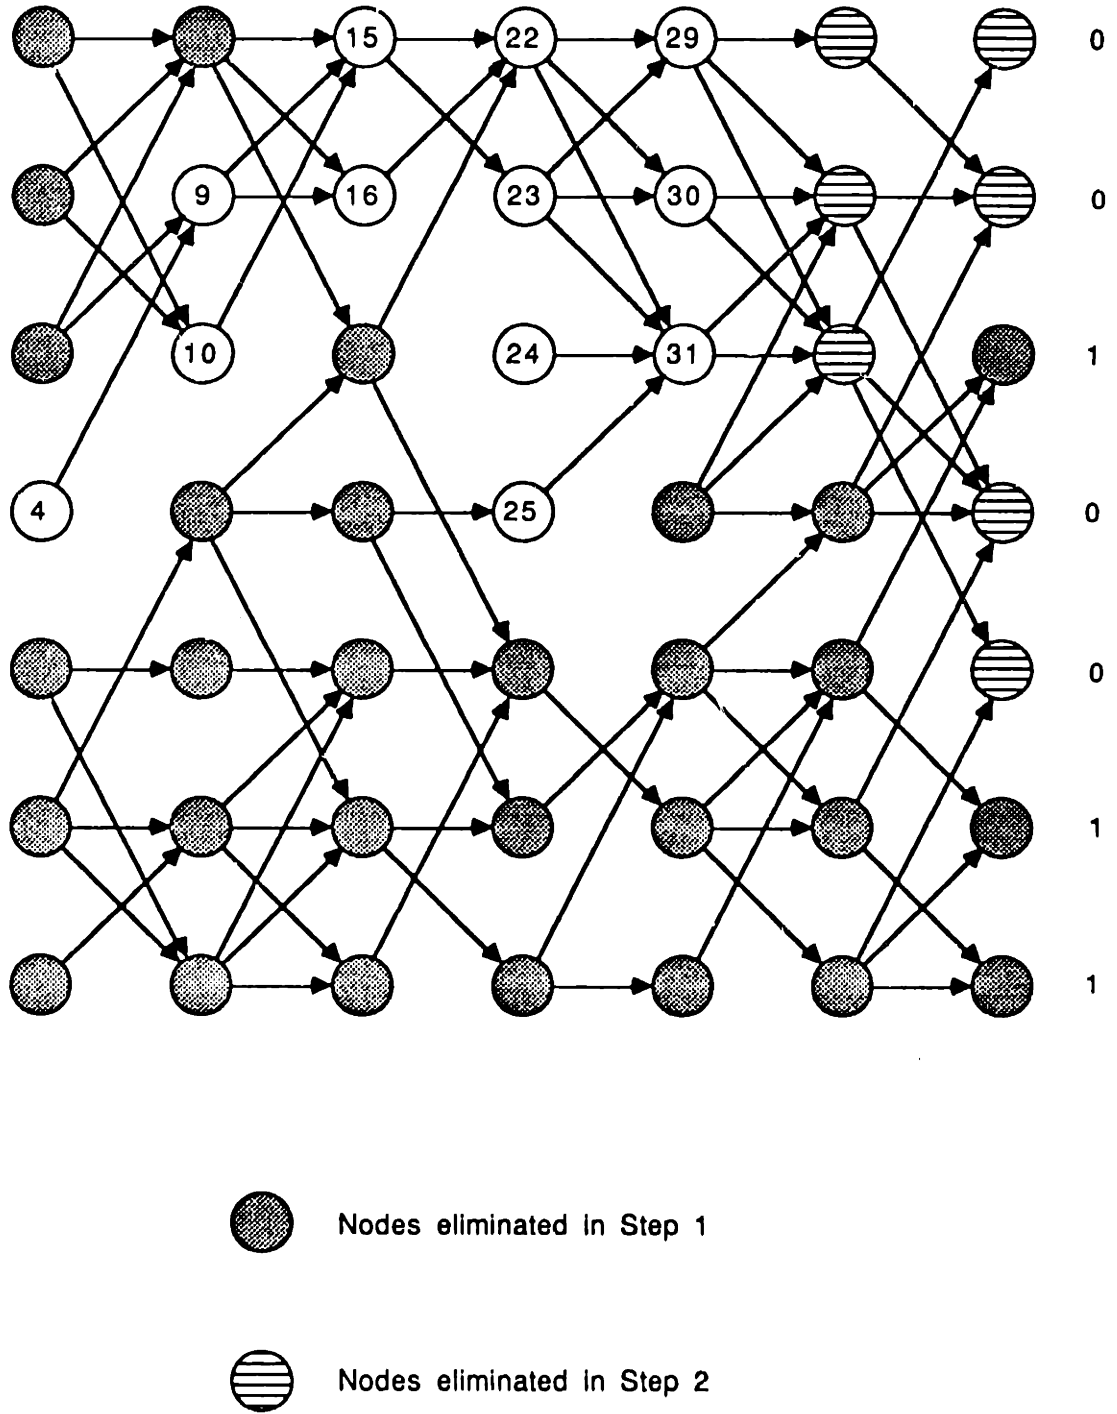 15 22 29 0
9 16 23 30 0
10 24 31 1
4 25 0
0
1
1
Nodes eliminated in Step 1
Nodes eliminated in Step 2